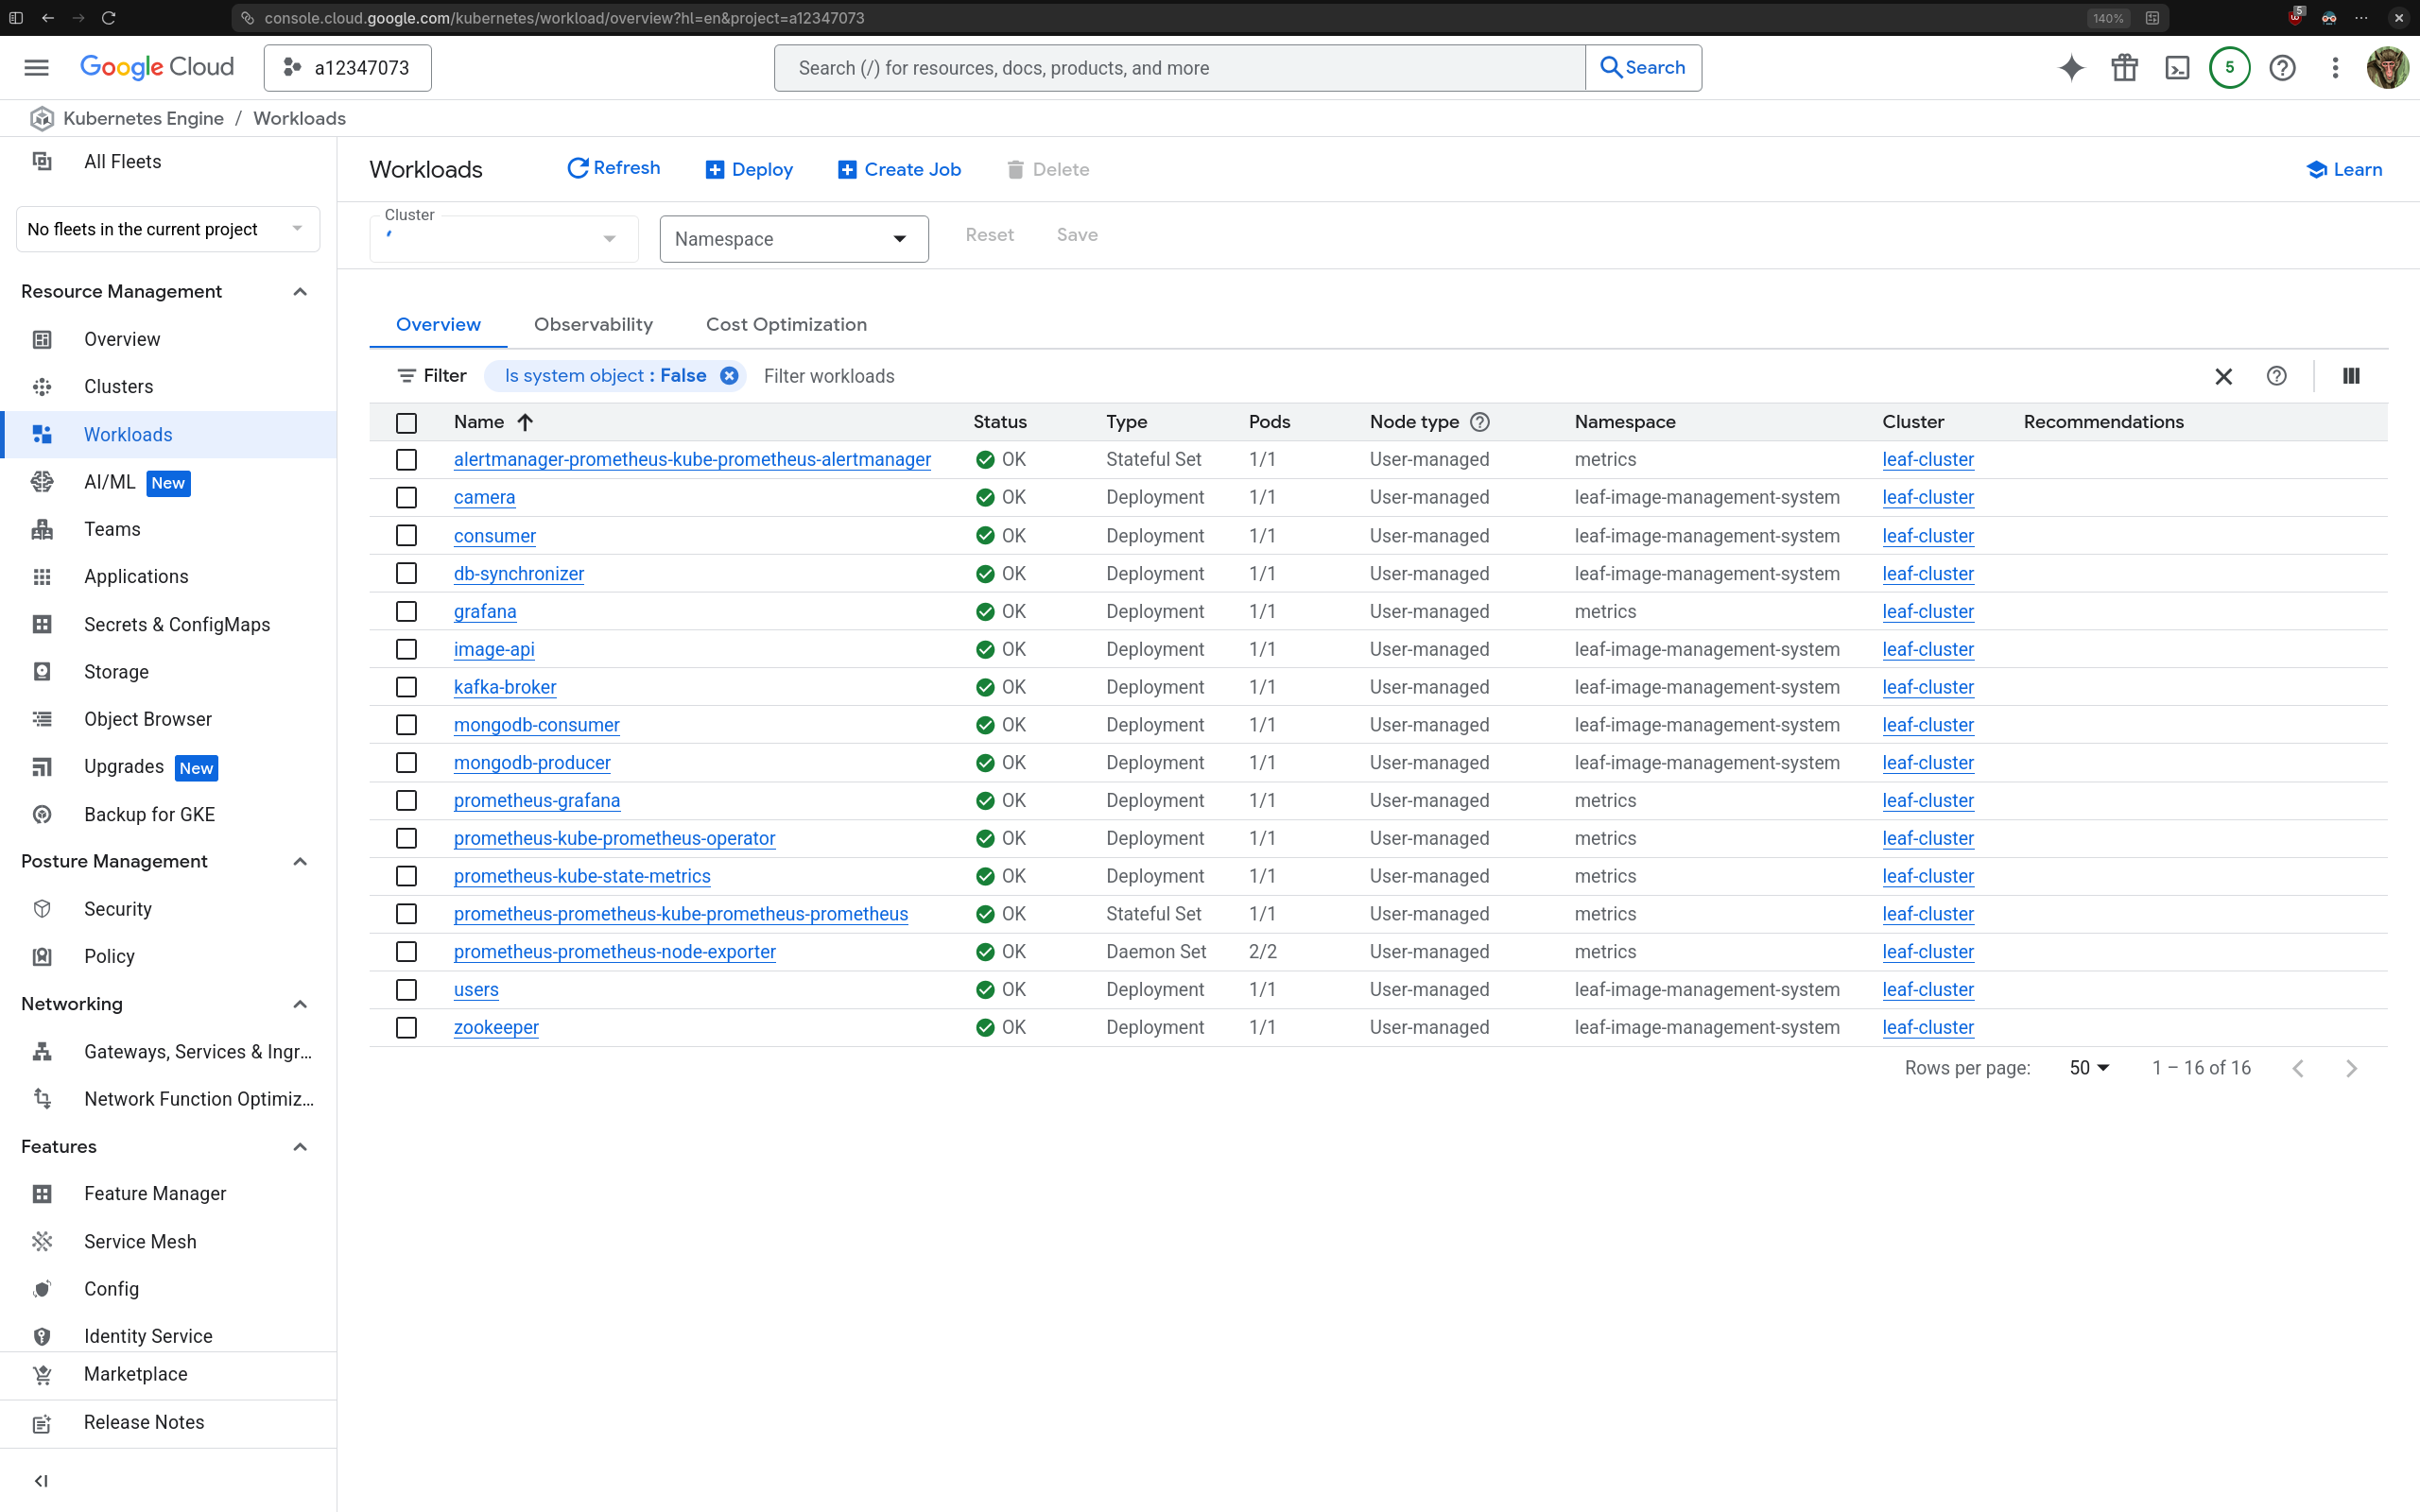 console.cloud.google.com/kubernetes/workload/overview?hl=en&project=a12347073
140%
5
Google Cloud
a12347073
Search (/) for resources, docs, products, and more
Search
5
Kubernetes Engine / Workloads
All Fleets
No fleets in the current project
Resource Management
Overview
Clusters
Workloads
AI/ML New
Teams
Applications
Secrets & ConfigMaps
Storage
Object Browser
Upgrades New
Backup for GKE
Posture Management
Security
Policy
Networking
Gateways, Services & Ingr...
Network Function Optimiz...
Features
Feature Manager
Service Mesh
Config
Identity Service
Marketplace
Release Notes
Workloads Refresh Deploy Create Job Delete Learn
Cluster
Namespace Reset Save
Overview Observability Cost Optimization
Filter Is system object : False Filter workloads
Name Status Type Pods Node type Namespace Cluster Recommendations
alertmanager-prometheus-kube-prometheus-alertmanager OK Stateful Set 1/1 User-managed metrics leaf-cluster
camera OK Deployment 1/1 User-managed leaf-image-management-system leaf-cluster
consumer OK Deployment 1/1 User-managed leaf-image-management-system leaf-cluster
db-synchronizer OK Deployment 1/1 User-managed leaf-image-management-system leaf-cluster
grafana OK Deployment 1/1 User-managed metrics leaf-cluster
image-api OK Deployment 1/1 User-managed leaf-image-management-system leaf-cluster
kafka-broker OK Deployment 1/1 User-managed leaf-image-management-system leaf-cluster
mongodb-consumer OK Deployment 1/1 User-managed leaf-image-management-system leaf-cluster
mongodb-producer OK Deployment 1/1 User-managed leaf-image-management-system leaf-cluster
prometheus-grafana OK Deployment 1/1 User-managed metrics leaf-cluster
prometheus-kube-prometheus-operator OK Deployment 1/1 User-managed metrics leaf-cluster
prometheus-kube-state-metrics OK Deployment 1/1 User-managed metrics leaf-cluster
prometheus-prometheus-kube-prometheus-prometheus OK Stateful Set 1/1 User-managed metrics leaf-cluster
prometheus-prometheus-node-exporter OK Daemon Set 2/2 User-managed metrics leaf-cluster
users OK Deployment 1/1 User-managed leaf-image-management-system leaf-cluster
zookeeper OK Deployment 1/1 User-managed leaf-image-management-system leaf-cluster
Rows per page: 50 1 – 16 of 16